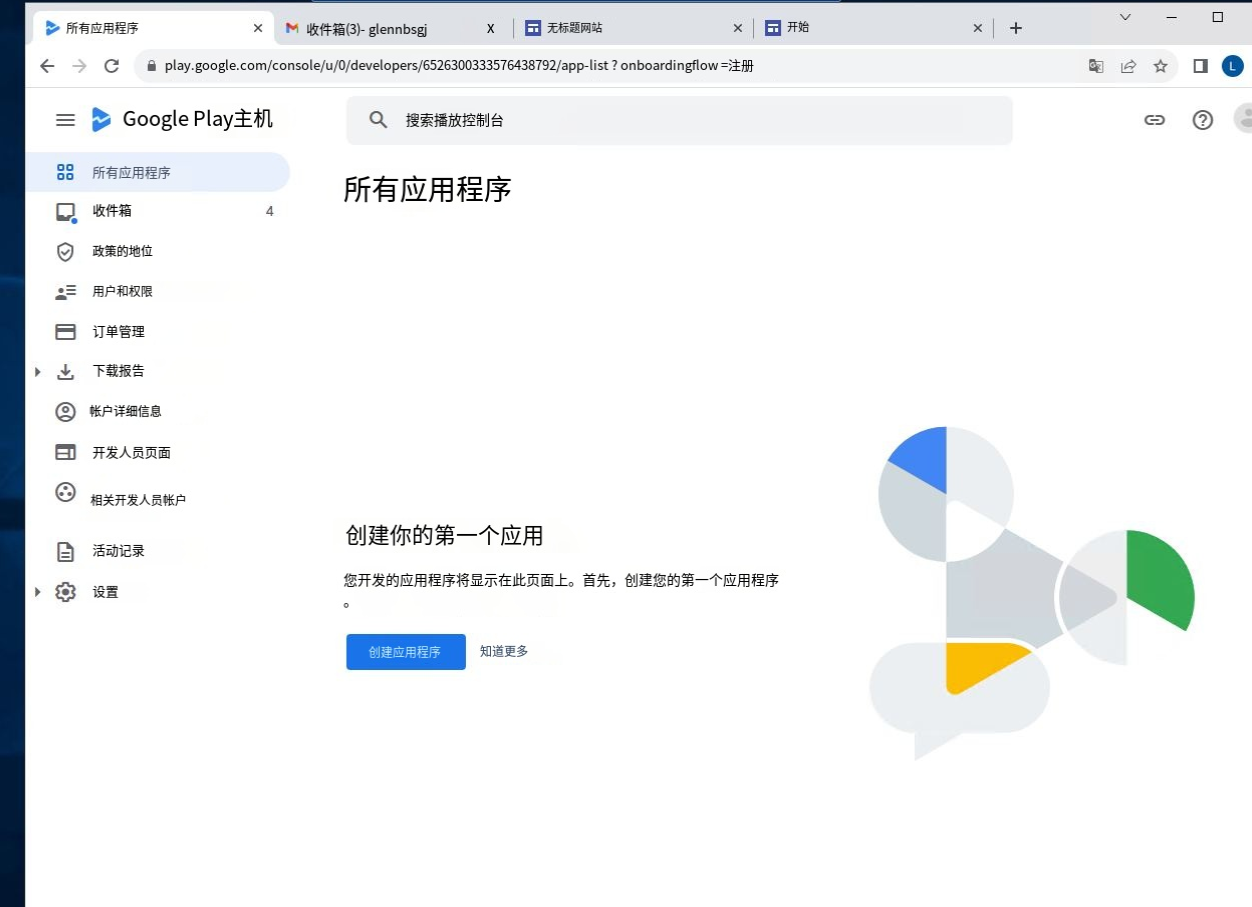 所有应用程序
收件箱(3)- glennbsgj
X
无标题网站
开始
play.google.com/console/u/0/developers/6526300333576438792/app-list ? onboardingflow =注册
L
Google Play主机
搜索播放控制台
所有应用程序
收件箱
4
政策的地位
用户和权限
订单管理
下载报告
帐户详细信息
开发人员页面
相关开发人员帐户
活动记录
设置
所有应用程序
创建你的第一个应用
您开发的应用程序将显示在此页面上。首先，创建您的第一个应用程序
。
创建应用程序
知道更多